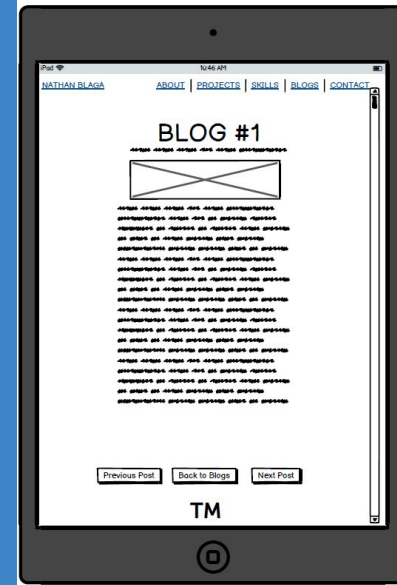 iPod 10:46 AM
NATHAN BLAGA ABOUT | PROJECTS | SKILLS | BLOGS | CONTACT
BLOG #1
Previous Post Back to Blogs Next Post
TM